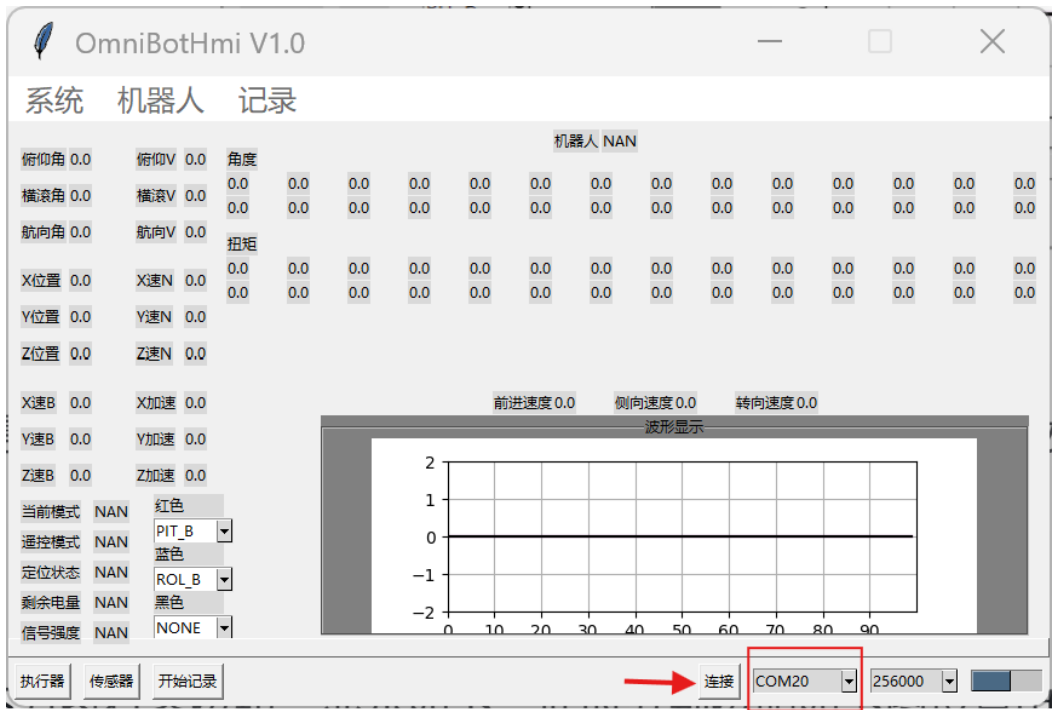 OmniBotHmi V1.0
系统 机器人 记录
机器人 NAN
俯仰角 0.0 俯仰V 0.0 角度
横滚角 0.0 横滚V 0.0 0.0 0.0 0.0 0.0 0.0 0.0 0.0 0.0 0.0 0.0 0.0 0.0 0.0 0.0
0.0 0.0 0.0 0.0 0.0 0.0 0.0 0.0 0.0 0.0 0.0 0.0 0.0 0.0
航向角 0.0 航向V 0.0 扭矩
X位置 0.0 X速N 0.0 0.0 0.0 0.0 0.0 0.0 0.0 0.0 0.0 0.0 0.0 0.0 0.0 0.0 0.0
0.0 0.0 0.0 0.0 0.0 0.0 0.0 0.0 0.0 0.0 0.0 0.0 0.0 0.0
Y位置 0.0 Y速N 0.0
Z位置 0.0 Z速N 0.0
X速B 0.0 X加速 0.0 前进速度 0.0 侧向速度 0.0 转向速度 0.0
波形显示
Y速B 0.0 Y加速 0.0
Z速B 0.0 Z加速 0.0
当前模式 NAN 红色
遥控模式 NAN PIT_B
蓝色
定位状态 NAN ROL_B
剩余电量 NAN 黑色
信号强度 NAN NONE
2
1
0
−1
−2
0 10 20 30 40 50 60 70 80 90
执行器 传感器 开始记录 连接 COM20 256000